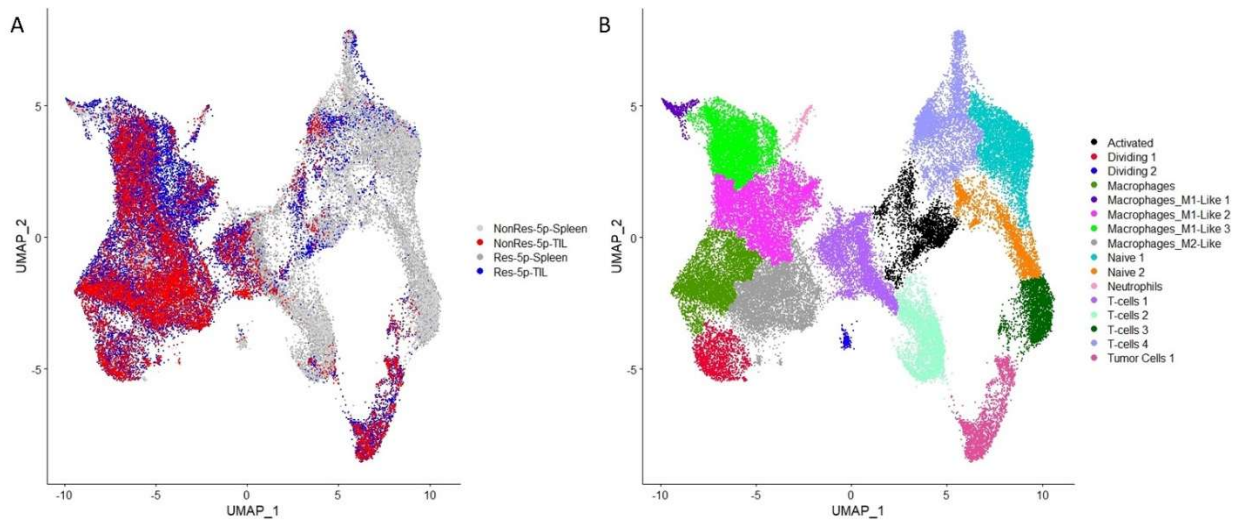 A
5
0
-5
UMAP_2
-10
-5
0
5
10
UMAP_1
NonRes-5p-Spleen
NonRes-5p-TIL
Res-5p-Spleen
Res-5p-TIL
B
5
0
-5
UMAP_2
-10
-5
0
5
10
UMAP_1
Activated
Dividing 1
Dividing 2
Macrophages
Macrophages_M1-Like 1
Macrophages_M1-Like 2
Macrophages_M1-Like 3
Macrophages_M2-Like
Naive 1
Naive 2
Neutrophils
T-cells 1
T-cells 2
T-cells 3
T-cells 4
Tumor Cells 1